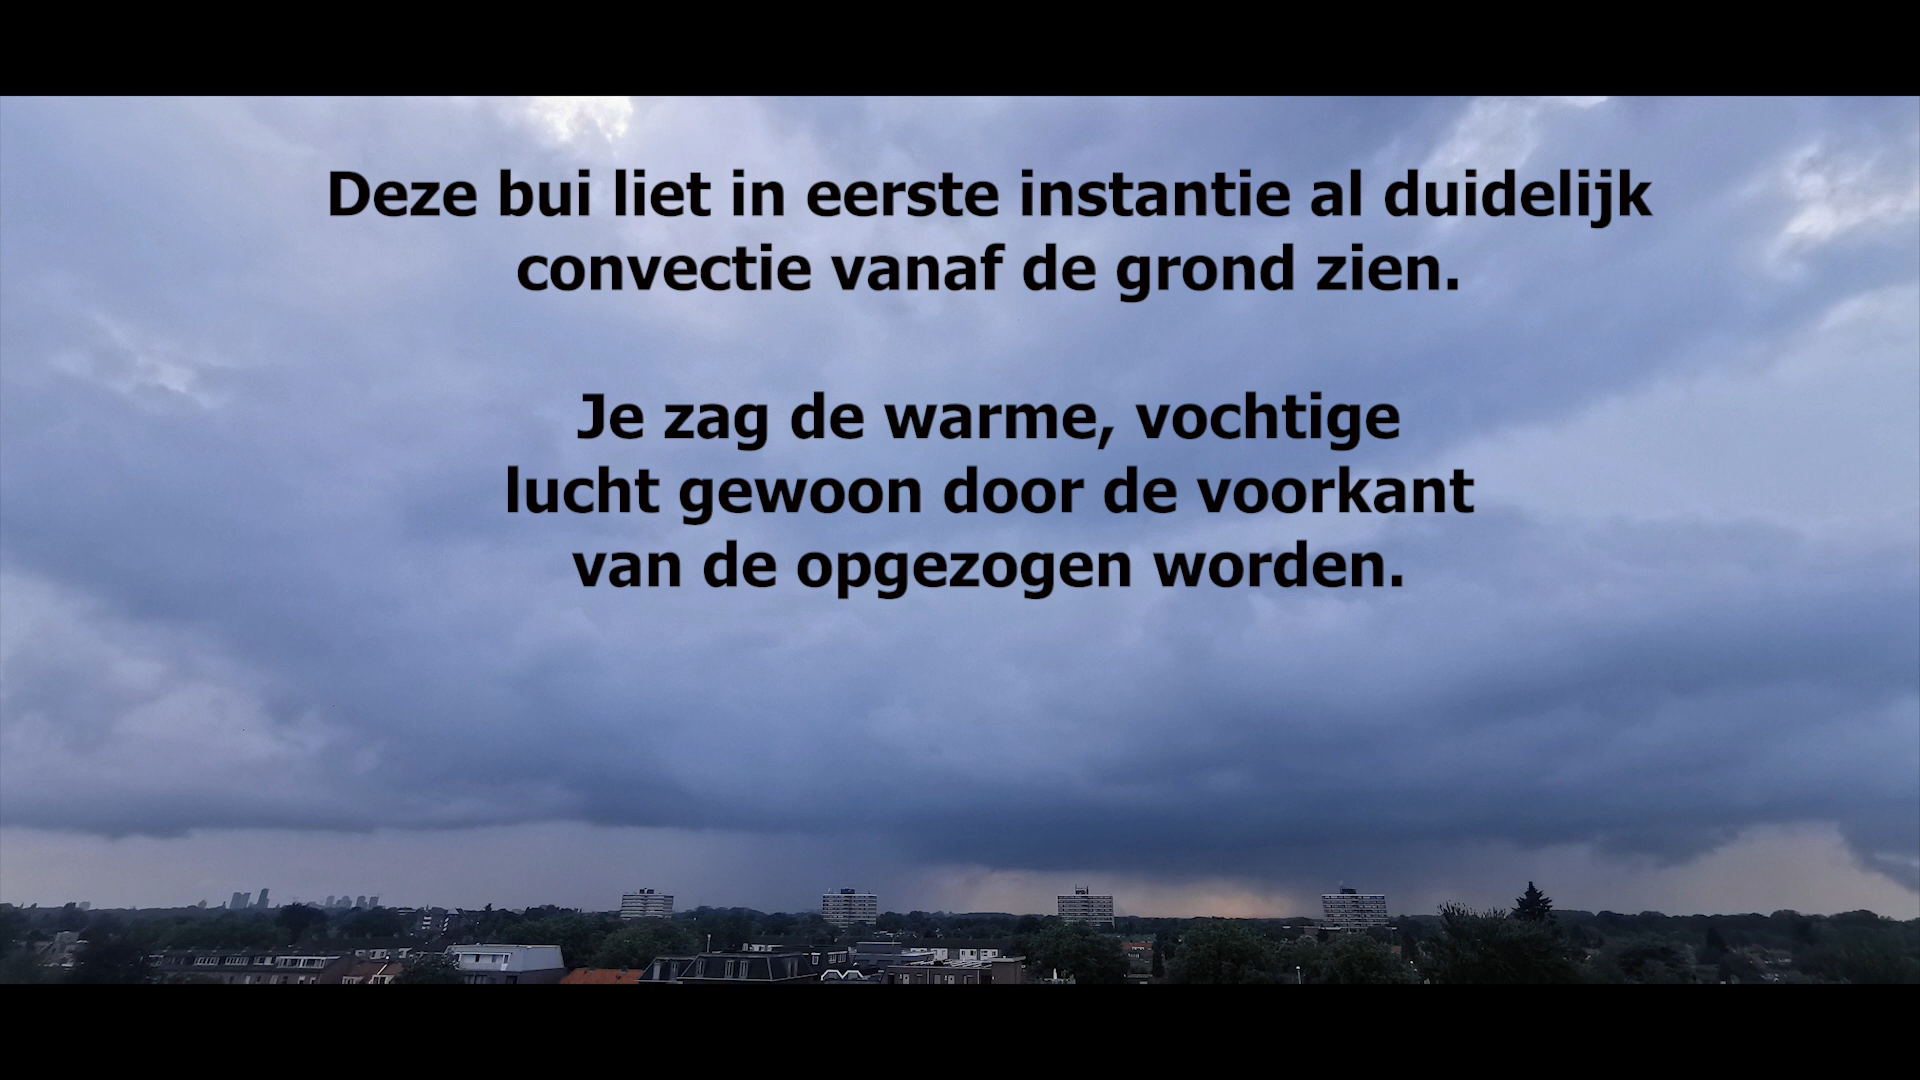 Deze bui liet in eerste instantie al duidelijk
convectie vanaf de grond zien.
Je zag de warme, vochtige
lucht gewoon door de voorkant
van de opgezogen worden.